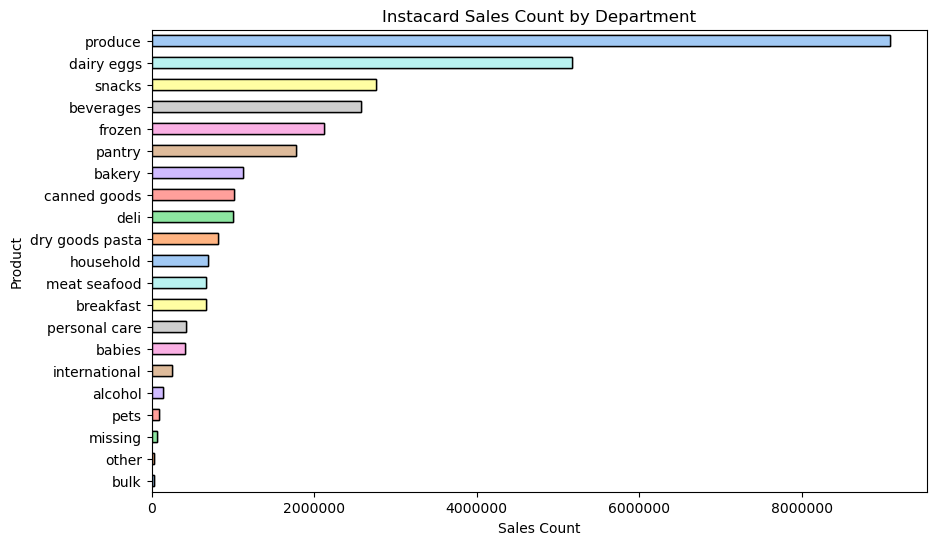 Instacard Sales Count by Department
Product
produce
dairy eggs
snacks
beverages
frozen
pantry
bakery
canned goods
deli
dry goods pasta
household
meat seafood
breakfast
personal care
babies
international
alcohol
pets
missing
other
bulk
0 2000000 4000000 6000000 8000000
Sales Count